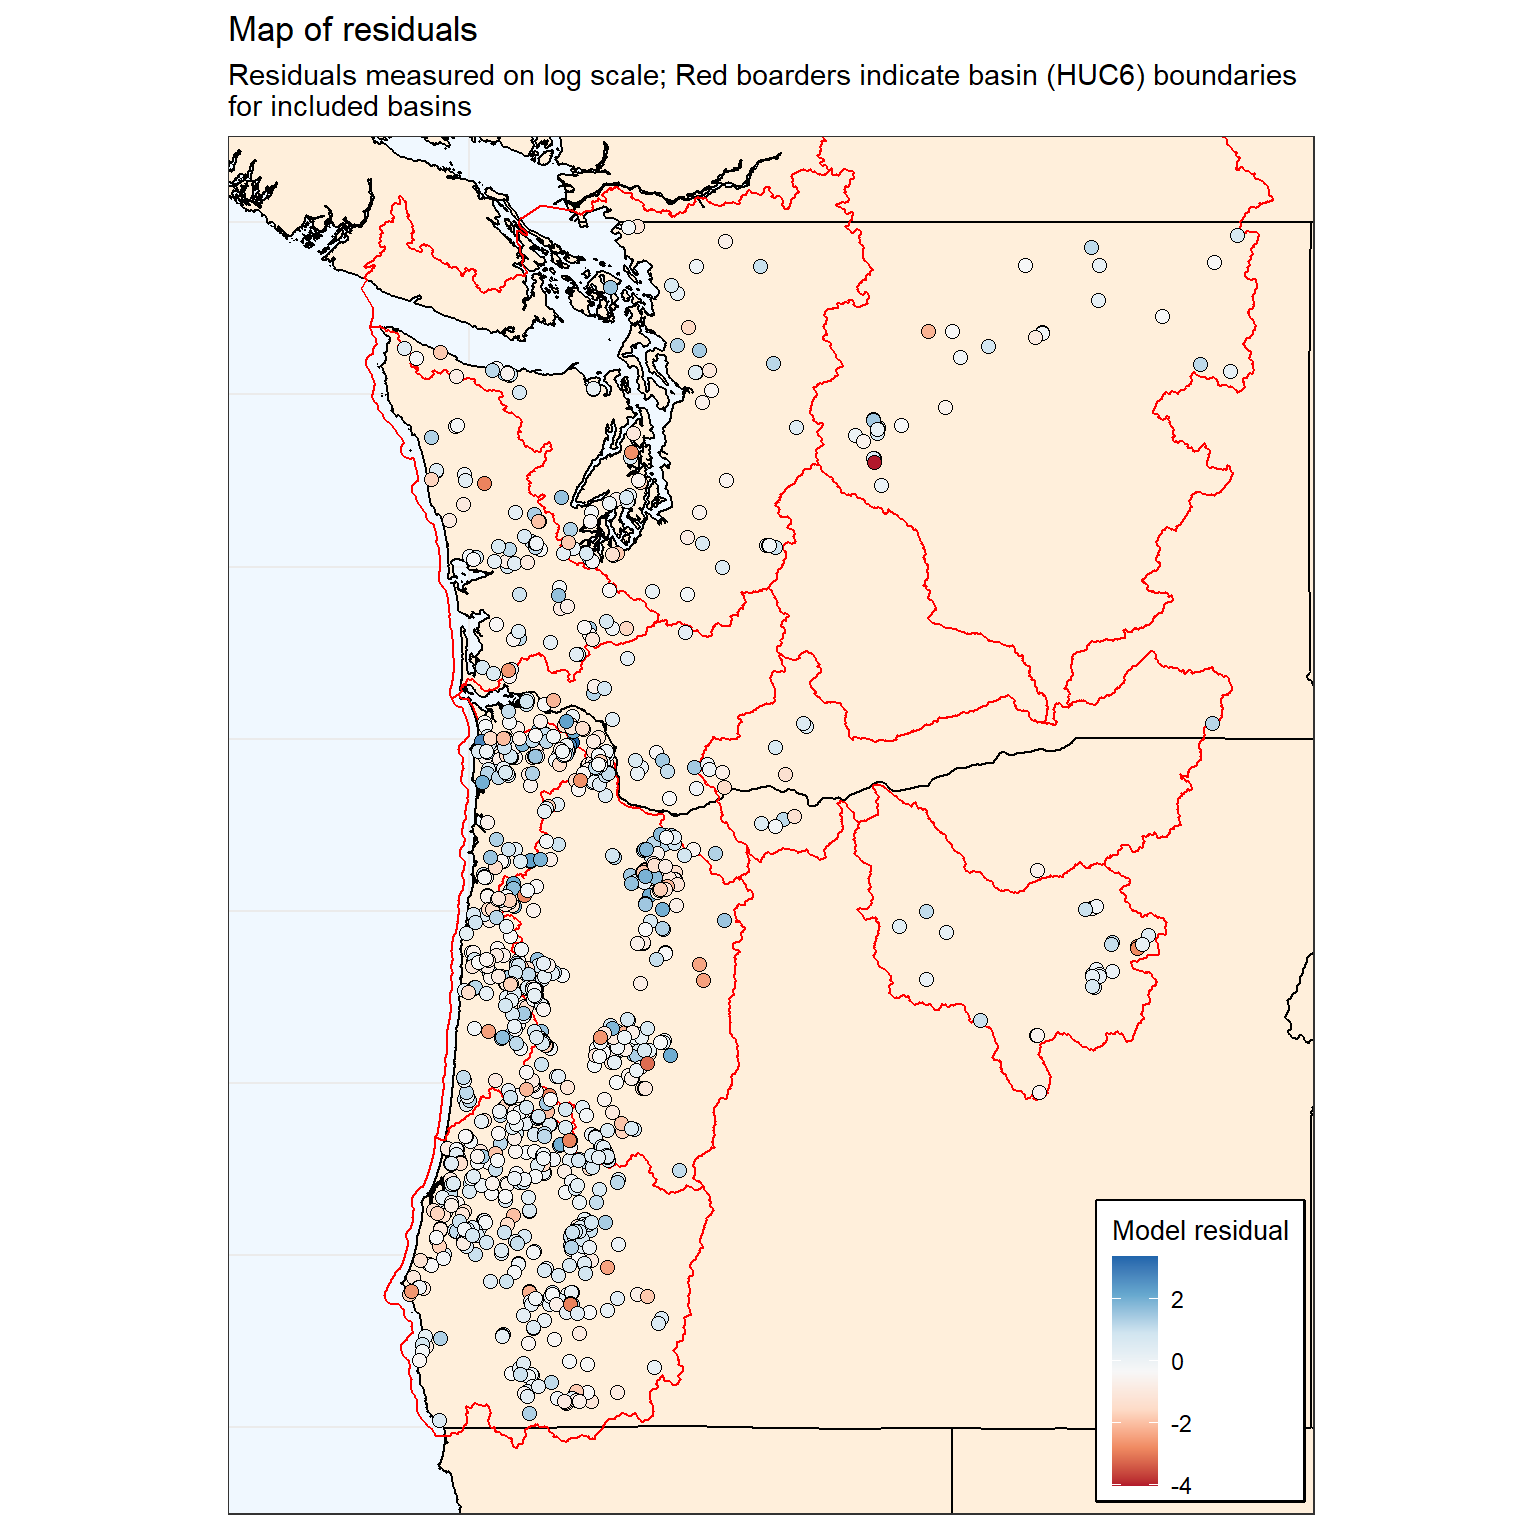 Map of residuals
Residuals measured on log scale; Red boarders indicate basin (HUC6) boundaries
for included basins
Model residual
2
0
-2
-4